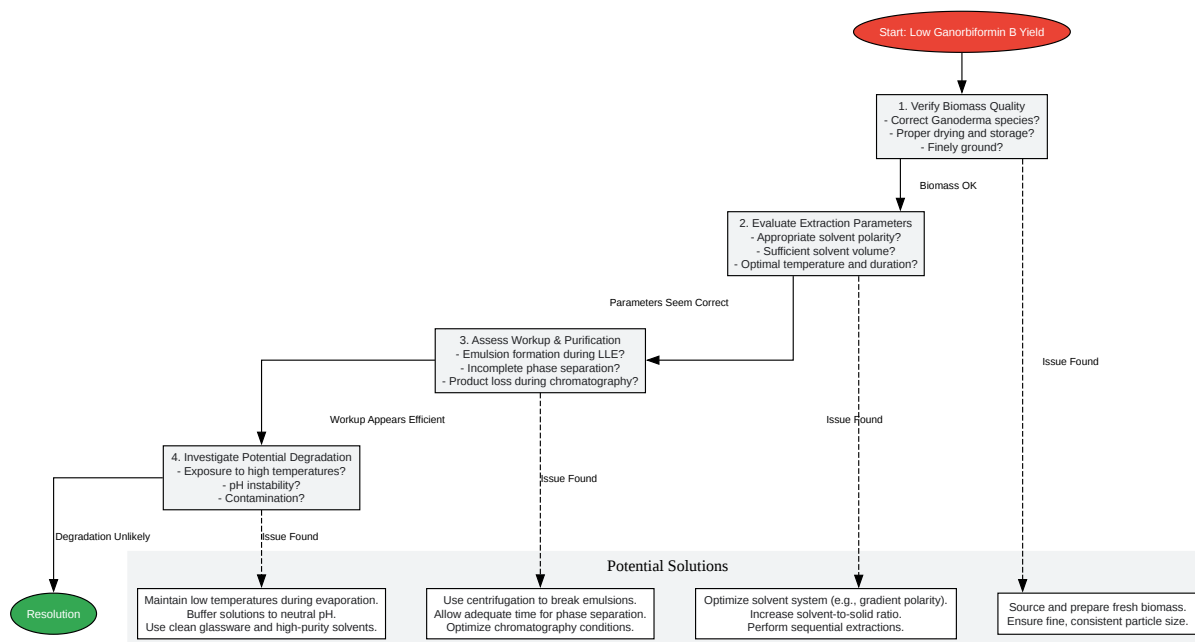 Start: Low Ganorbiformin B Yield
1. Verify Biomass Quality
- Correct Ganoderma species?
- Proper drying and storage?
- Finely ground?
Biomass OK
2. Evaluate Extraction Parameters
- Appropriate solvent polarity?
- Sufficient solvent volume?
- Optimal temperature and duration?
Parameters Seem Correct
3. Assess Workup & Purification
- Emulsion formation during LLE?
- Incomplete phase separation?
- Product loss during chromatography?
Issue Found
Workup Appears Efficient
Issue Found
4. Investigate Potential Degradation
- Exposure to high temperatures?
- pH instability?
- Contamination?
Issue Found
Degradation Unlikely
Issue Found
Potential Solutions
Resolution
Maintain low temperatures during evaporation.
Buffer solutions to neutral pH.
Use clean glassware and high-purity solvents.
Use centrifugation to break emulsions.
Allow adequate time for phase separation.
Optimize chromatography conditions.
Optimize solvent system (e.g., gradient polarity).
Increase solvent-to-solid ratio.
Perform sequential extractions.
Source and prepare fresh biomass.
Ensure fine, consistent particle size.